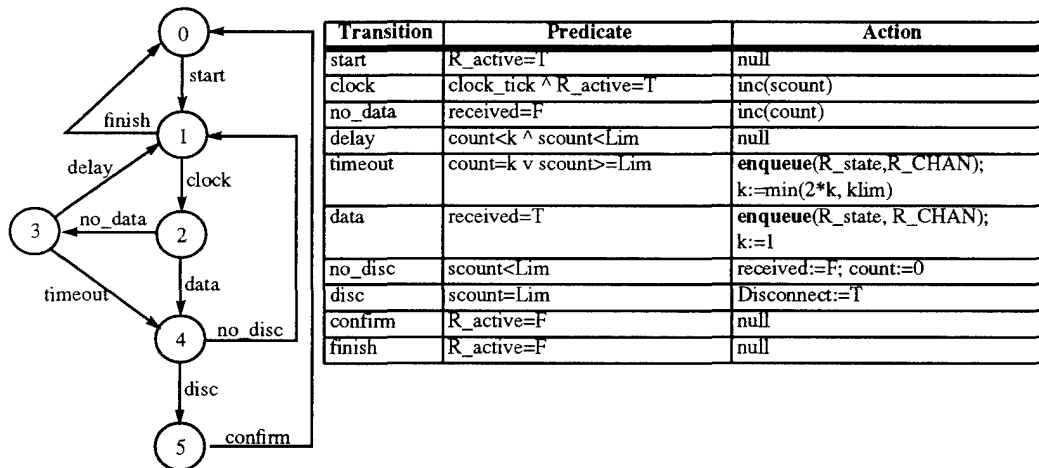 0
start
finish
1
delay
clock
3
no_data
2
timeout
data
4
no_disc
disc
5
confirm
Transition Predicate Action
start R_active=T null
clock clock_tick ^ R_active=T inc(scount)
no_data received=F inc(count)
delay count<k ^ scount<Lim null
timeout count=k v scount>=Lim enqueue(R_state,R_CHAN);
k:=min(2*k, klim)
data received=T enqueue(R_state, R_CHAN);
k:=1
no_disc scount<Lim received:=F; count:=0
disc scount=Lim Disconnect:=T
confirm R_active=F null
finish R_active=F null